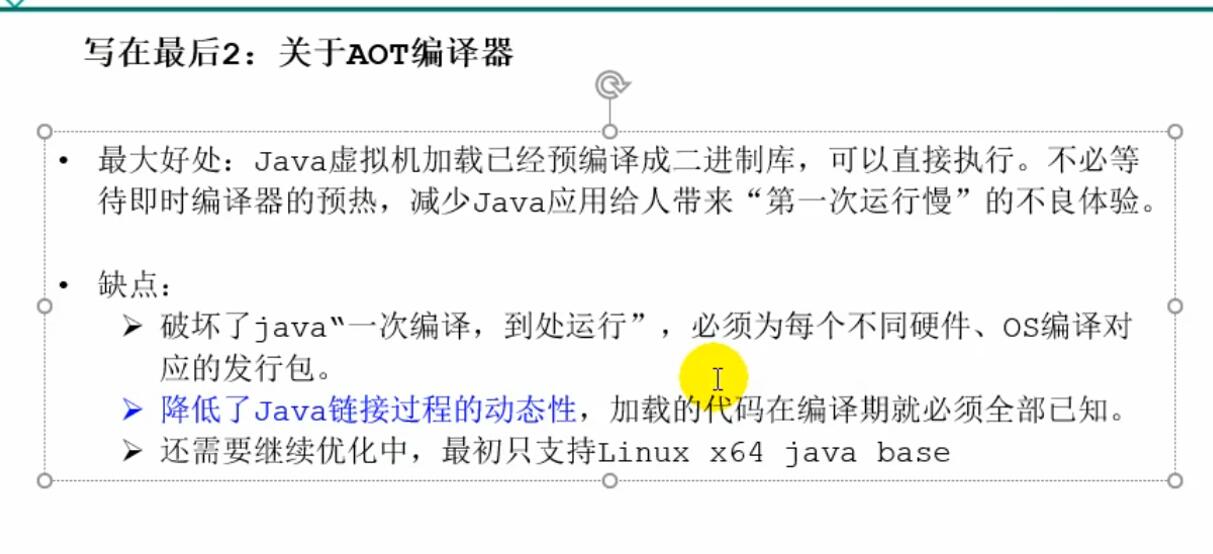 写在最后2：关于AOT编译器
• 最大好处：Java虚拟机加载已经预编译成二进制库，可以直接执行。不必等
待即时编译器的预热，减少Java应用给人带来“第一次运行慢”的不良体验。
• 缺点：
➢ 破坏了java“一次编译，到处运行”，必须为每个不同硬件、OS编译对
应的发行包。
➢ 降低了Java链接过程的动态性，加载的代码在编译期就必须全部已知。
➢ 还需要继续优化中，最初只支持Linux x64 java base